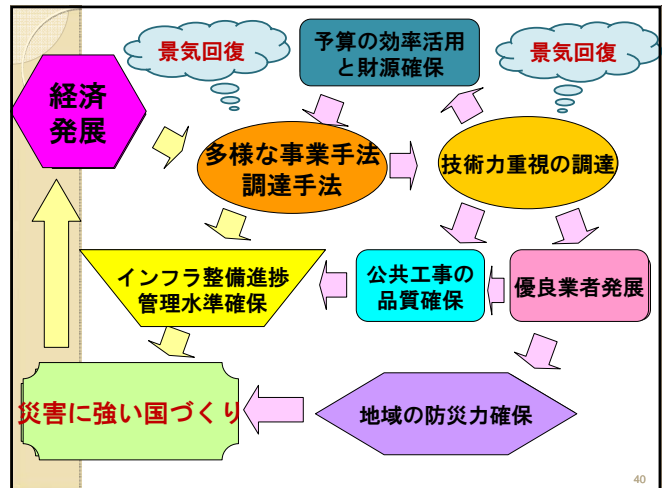 景気回復
予算の効率活用
と財源確保
景気回復
経済
発展
多様な事業手法
調達手法
技術力重視の調達
インフラ整備進捗
管理水準確保
公共工事の
品質確保
優良業者発展
災害に強い国づくり
地域の防災力確保
40